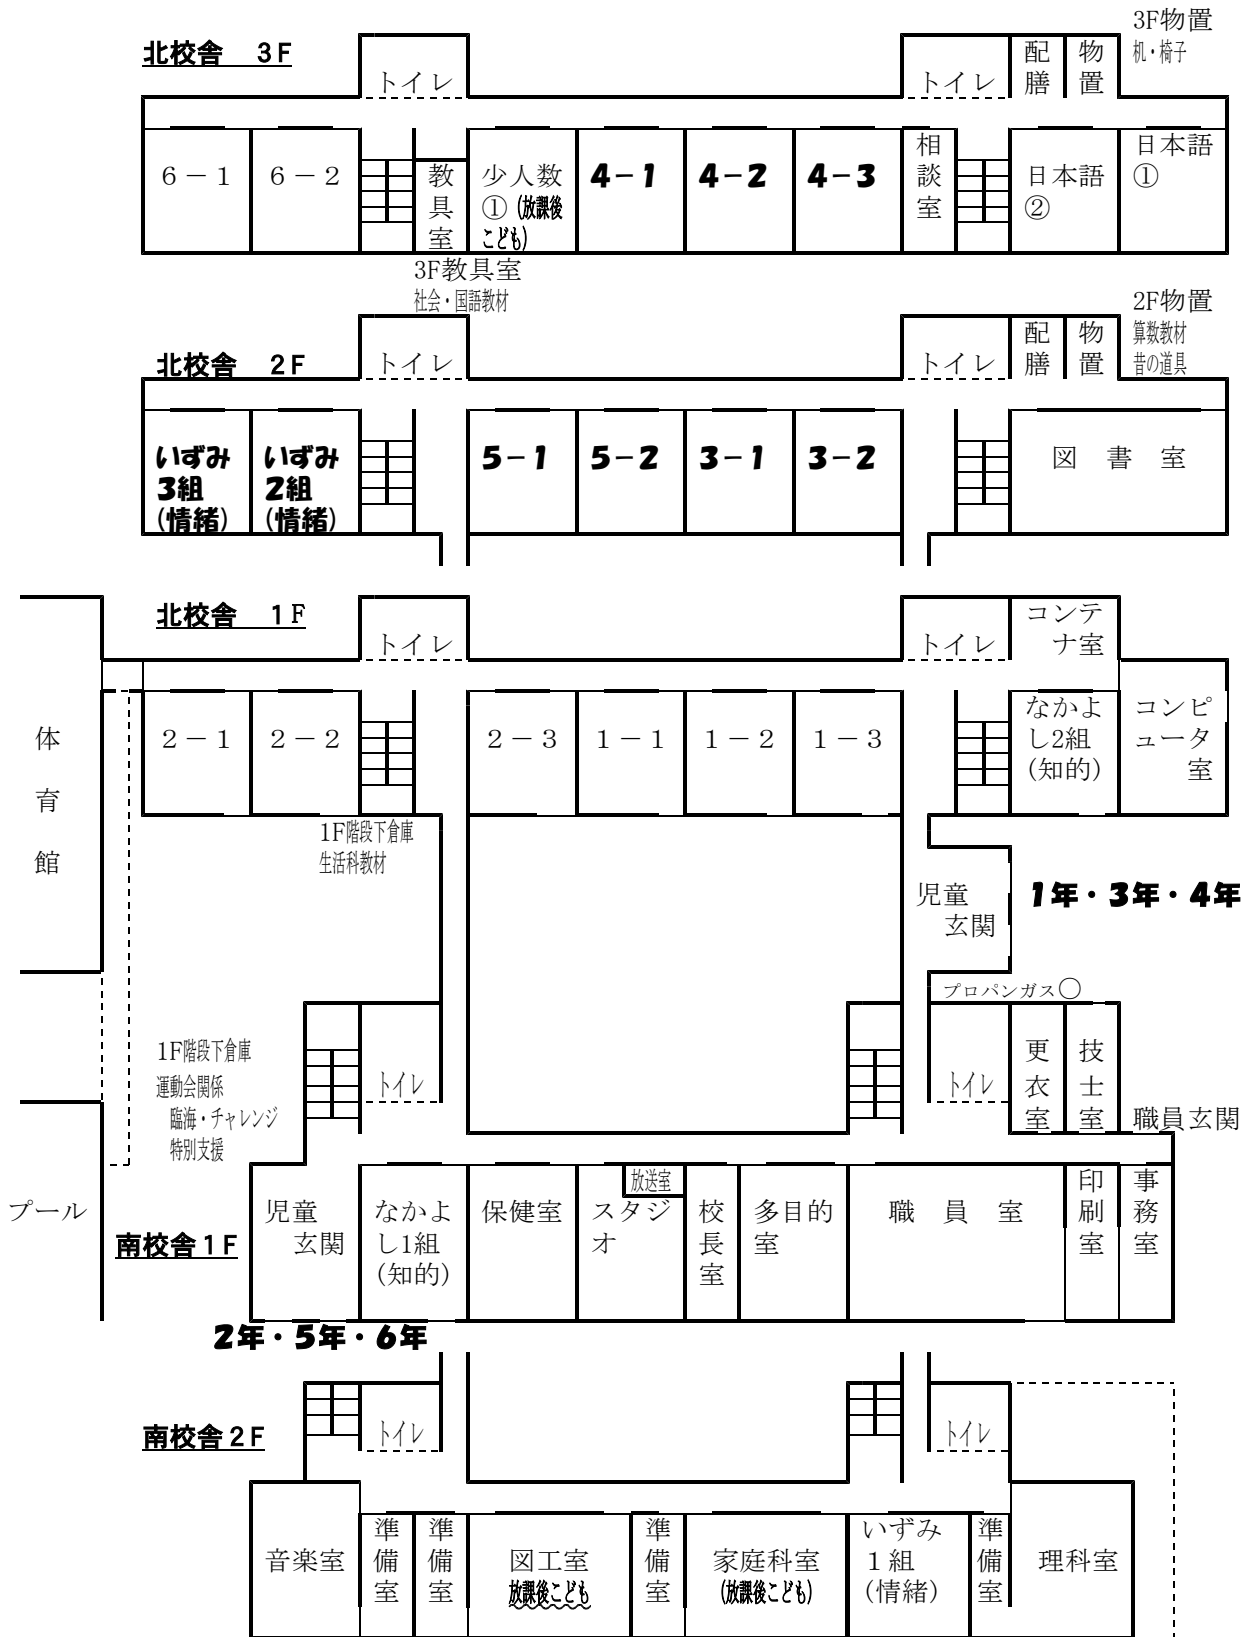 3F物置
机・椅子
北校舎　3F
トイレ
トイレ
配膳
物置
6－1
6－2
教具室
少人数
①(放課後
こども)
4－1
4－2
4－3
相談室
日本語
②
日本語
①
3F教具室
社会・国語教材
2F物置
算数教材
昔の道具
北校舎　2F
トイレ
トイレ
配膳
物置
いずみ
3組
(情緒)
いずみ
2組
(情緒)
5－1
5－2
3－1
3－2
図　書　室
北校舎　1F
トイレ
トイレ
コンテ
ナ室
体育館
2－1
2－2
2－3
1－1
1－2
1－3
なかよ
し2組
(知的)
コンピ
ュータ
室
1F階段下倉庫
生活科教材
児童
玄関
1年・3年・4年
プロパンガス○
1F階段下倉庫
運動会関係
臨海・チャレンジ
特別支援
トイレ
トイレ
更衣室
技士室
職員玄関
プール
南校舎1F
児童
玄関
なかよ
し1組
(知的)
保健室
放送室
スタジ
オ
校長室
多目的
室
職　員　室
印刷室
事務室
2年・5年・6年
南校舎2F
トイレ
トイレ
音楽室
準備室
準備室
図工室
放課後こども
準備室
家庭科室
(放課後こども)
いずみ
1組
(情緒)
準備室
理科室